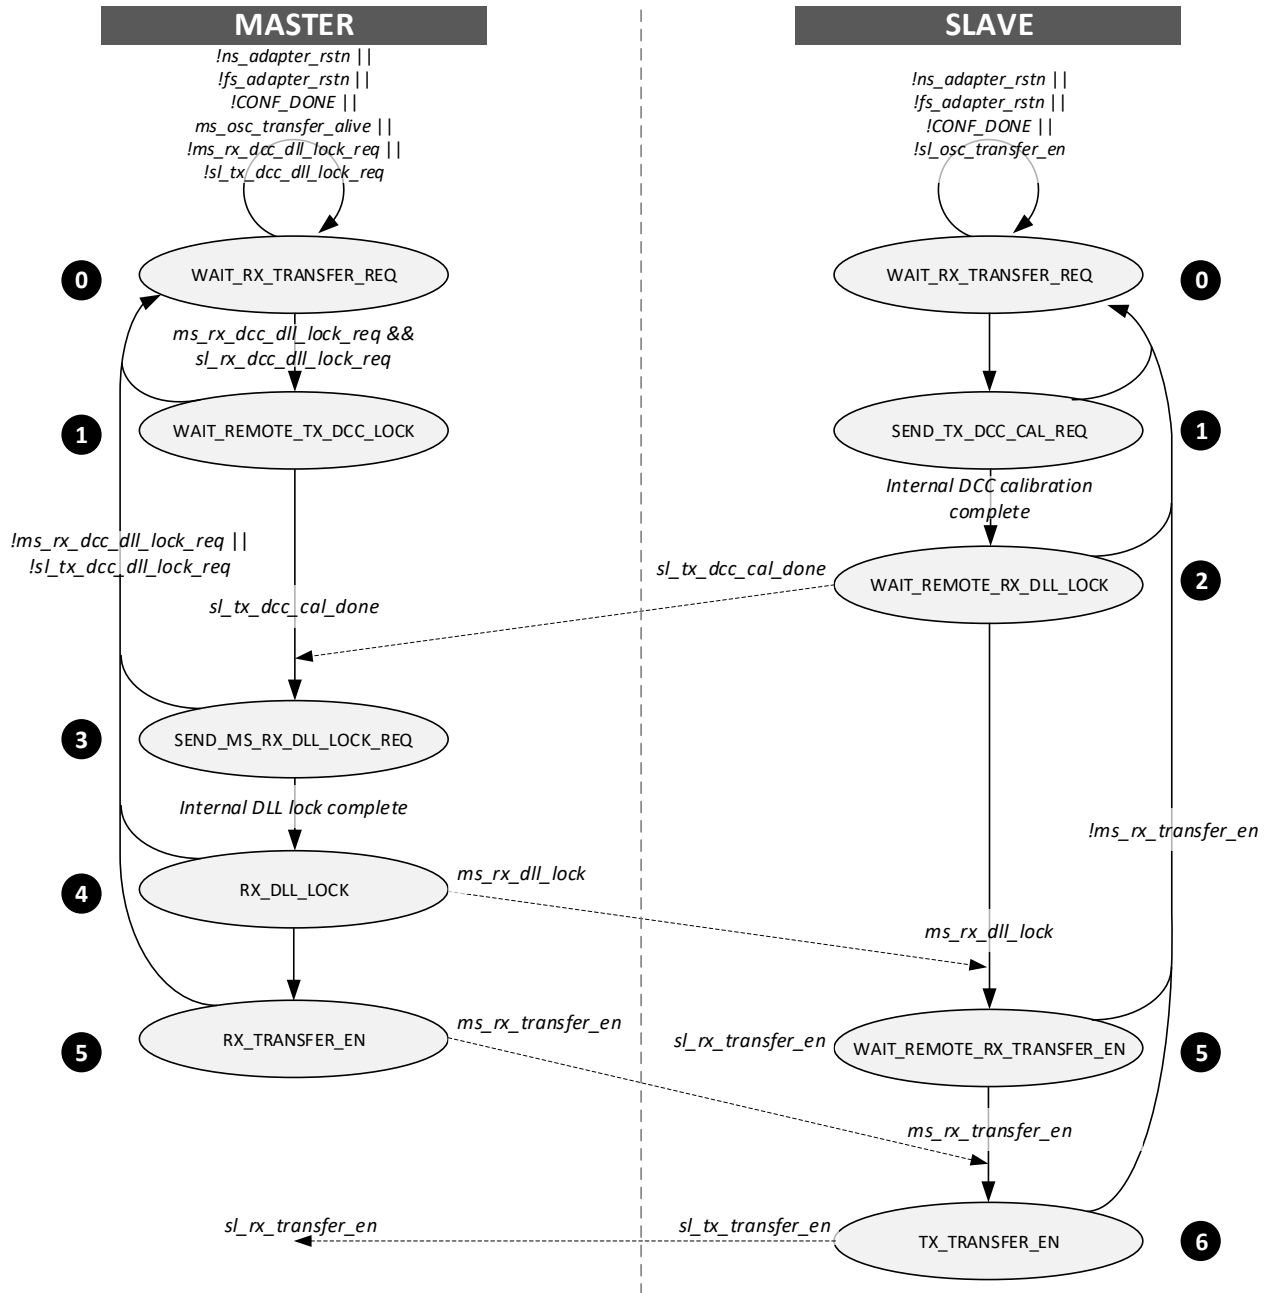 MASTER
SLAVE
!ns_adapter_rstn ||
!fs_adapter_rstn ||
!CONF_DONE ||
ms_osc_transfer_alive ||
!ms_rx_dcc_dll_lock_req ||
!sl_tx_dcc_dll_lock_req
!ns_adapter_rstn ||
!fs_adapter_rstn ||
!CONF_DONE ||
!sl_osc_transfer_en
0
WAIT_RX_TRANSFER_REQ
WAIT_RX_TRANSFER_REQ
0
ms_rx_dcc_dll_lock_req &&
sl_rx_dcc_dll_lock_req
1
WAIT_REMOTE_TX_DCC_LOCK
SEND_TX_DCC_CAL_REQ
1
Internal DCC calibration
complete
!ms_rx_dcc_dll_lock_req ||
!sl_tx_dcc_dll_lock_req
sl_tx_dcc_cal_done
sl_tx_dcc_cal_done
WAIT_REMOTE_RX_DLL_LOCK
2
3
SEND_MS_RX_DLL_LOCK_REQ
Internal DLL lock complete
!ms_rx_transfer_en
4
RX_DLL_LOCK
ms_rx_dll_lock
ms_rx_dll_lock
5
RX_TRANSFER_EN
ms_rx_transfer_en
sl_rx_transfer_en
WAIT_REMOTE_RX_TRANSFER_EN
5
ms_rx_transfer_en
sl_rx_transfer_en
sl_tx_transfer_en
TX_TRANSFER_EN
6